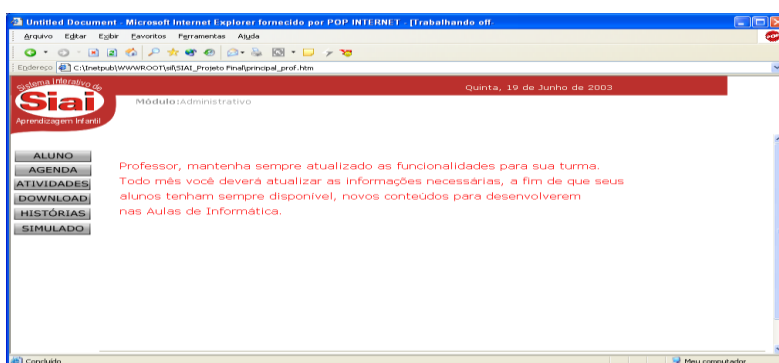 Untitled Document - Microsoft Internet Explorer fornecido por POP INTERNET - [Trabalhando off-
Arquivo Editar Exibir Favoritos Ferramentas Ajuda
Endereço C:\Inetpub\WWWROOT\sil\SIAI_Projeto Final\principal_prof.htm
Sistema Interativo de
Siai
Aprendizagem Infantil
Quinta, 19 de Junho de 2003
Módulo:Administrativo
ALUNO
AGENDA
ATIVIDADES
DOWNLOAD
HISTÓRIAS
SIMULADO
Professor, mantenha sempre atualizado as funcionalidades para sua turma.
Todo mês você deverá atualizar as informações necessárias, a fim de que seus
alunos tenham sempre disponível, novos conteúdos para desenvolverem
nas Aulas de Informática.
Concluído Meu computador